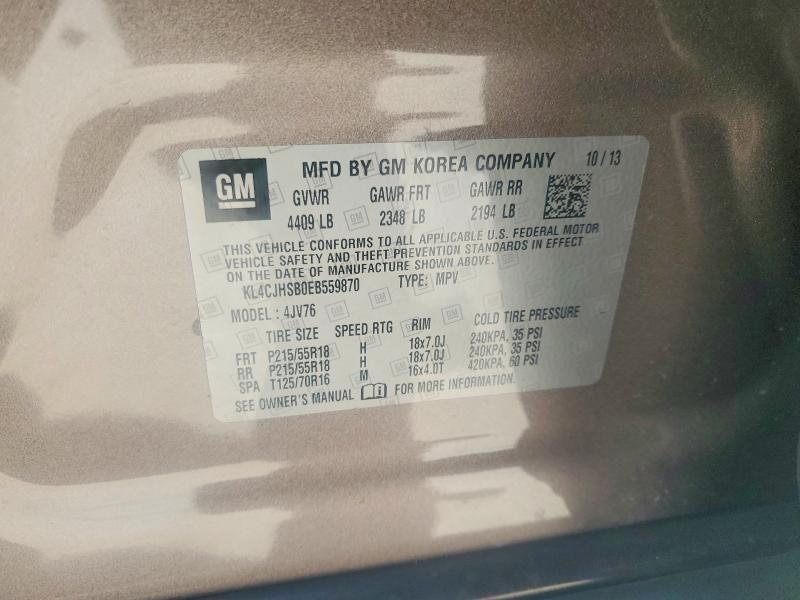 GM
MFD BY GM KOREA COMPANY 10 / 13
GVWR GAWR FRT GAWR RR
4409 LB 2348 LB 2194 LB
THIS VEHICLE CONFORMS TO ALL APPLICABLE U.S. FEDERAL MOTOR
VEHICLE SAFETY AND THEFT PREVENTION STANDARDS IN EFFECT
ON THE DATE OF MANUFACTURE SHOWN ABOVE.
KL4CJHSB0EB559870 TYPE: MPV
MODEL : 4JV76
TIRE SIZE SPEED RTG RIM COLD TIRE PRESSURE
FRT P215/55R18 H 18x7.0J 240KPA, 35 PSI
RR P215/55R18 H 18x7.0J 240KPA, 35 PSI
SPA T125/70R16 M 16x4.0T 420KPA, 60 PSI
SEE OWNER'S MANUAL FOR MORE INFORMATION.